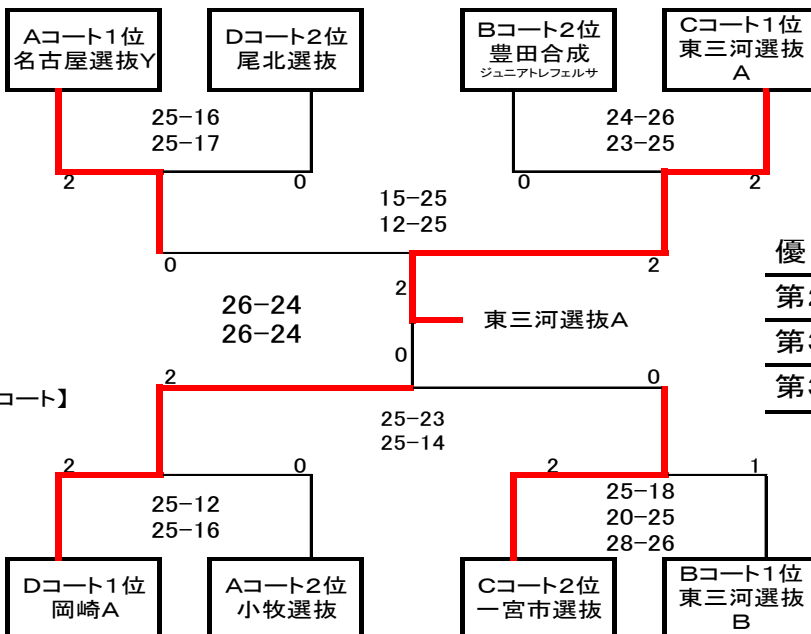 Aコート1位
名古屋選抜Y
Dコート2位
尾北選抜
Bコート2位
豊田合成
ジュニアトレフェルサ
Cコート1位
東三河選抜
A
25-16
25-17
24-26
23-25
2
0
0
2
15-25
12-25
0
2
優
2
26-24
26-24
東三河選抜A
第2
0
第3
2
0
第3
コート】
25-23
25-14
2
0
2
1
25-12
25-16
25-18
20-25
28-26
Dコート1位
岡崎A
Aコート2位
小牧選抜
Cコート2位
一宮市選抜
Bコート1位
東三河選抜
B